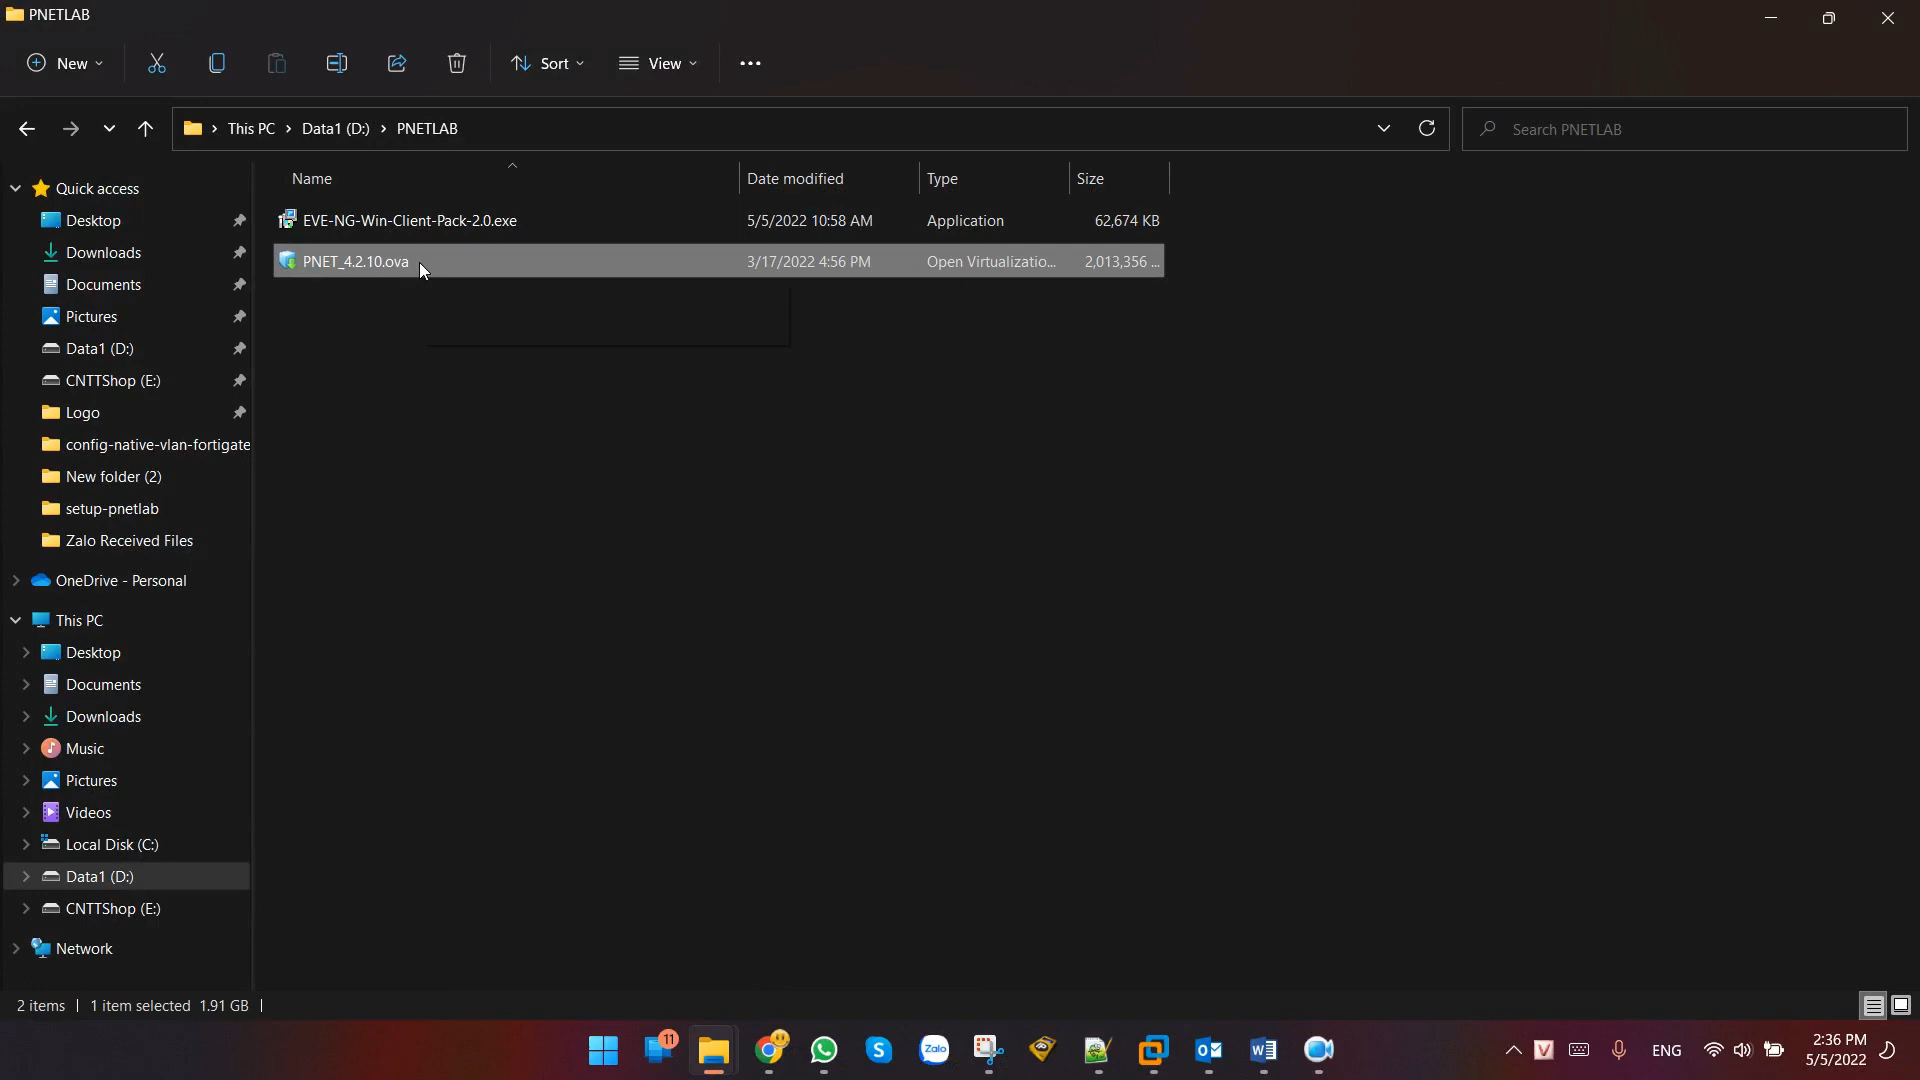 PNETLAB
New
Sort
View
This PC
Data1 (D:)
PNETLAB
Search PNETLAB
Name
Date modified
Type
Size
EVE-NG-Win-Client-Pack-2.0.exe
5/5/2022 10:58 AM
Application
62,674 KB
PNET_4.2.10.ova
3/17/2022 4:56 PM
Open Virtualizatio...
2,013,356 ...
Quick access
Desktop
Downloads
Documents
Pictures
Data1 (D:)
CNTTShop (E:)
Logo
config-native-vlan-fortigate
New folder (2)
setup-pnetlab
Zalo Received Files
OneDrive - Personal
This PC
Desktop
Documents
Downloads
Music
Pictures
Videos
Local Disk (C:)
Data1 (D:)
CNTTShop (E:)
Network
2 items
1 item selected 1.91 GB
11
Zalo
ENG
2:36 PM
5/5/2022